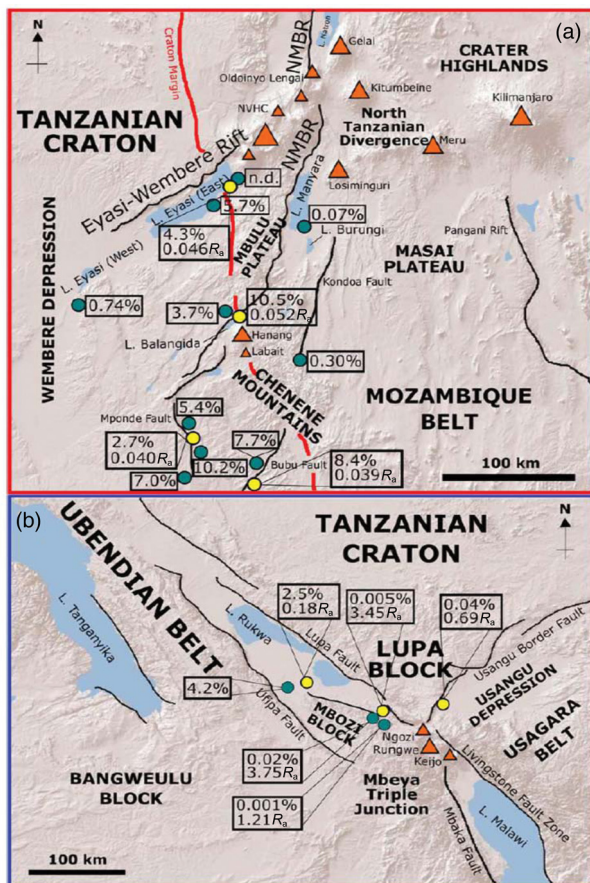 (a)
N
NMBR
L. Natron
Gelai
CRATER
HIGHLANDS
Craton Margin
Oldoinyo Lengai
Kitumbeine
Kilimanjaro
TANZANIAN
CRATON
NVHC
North
Tanzanian
Divergence
Meru
Eyasi-Wembere Rift
NMBR
L. Manyara
Losiminguri
n.d.
L. Eyasi (East)
5.7%
0.07%
4.3%
0.046Ra
MBULU
PLATEAU
L. Burungi
Pangani Rift
MASAI
PLATEAU
WEMBERE DEPRESSION
L. Eyasi (West)
Kondoa Fault
0.74%
3.7%
10.5%
0.052Ra
L. Balangida
Hanang
Labait
0.30%
CHENENE
MOUNTAINS
MOZAMBIQUE
BELT
5.4%
Mponde Fault
2.7%
0.040Ra
7.7%
10.2%
Bubu Fault
8.4%
0.039Ra
7.0%
100 km
(b)
N
UBENDIAN BELT
TANZANIAN
CRATON
L. Tanganyika
2.5%
0.18Ra
0.005%
3.45Ra
0.04%
0.69Ra
L. Rukwa
Lupa Fault
LUPA
BLOCK
Usangu Border Fault
USANGU
DEPRESSION
4.2%
Ufipa Fault
MBOZI
BLOCK
USAGARA
BELT
Ngozi
Rungwe
Keijo
0.02%
3.75Ra
BANGWEULU
BLOCK
Mbeya
Triple
Junction
Livingstone Fault Zone
0.001%
1.21Ra
Mbaka Fault
L. Malawi
100 km